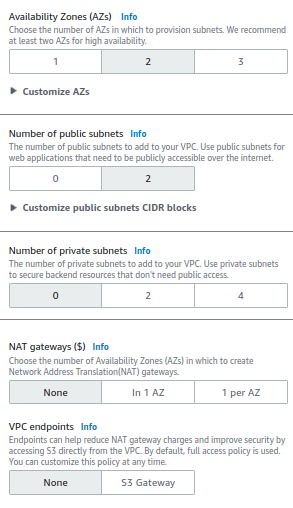 Availability Zones (AZs) Info
Choose the number of AZs in which to provision subnets. We recommend
at least two AZs for high availability.
1 2 3
▶ Customize AZs
Number of public subnets Info
The number of public subnets to add to your VPC. Use public subnets for
web applications that need to be publicly accessible over the internet.
0 2
▶ Customize public subnets CIDR blocks
Number of private subnets Info
The number of private subnets to add to your VPC. Use private subnets
to secure backend resources that don't need public access.
0 2 4
NAT gateways ($) Info
Choose the number of Availability Zones (AZs) in which to create
Network Address Translation(NAT) gateways.
None In 1 AZ 1 per AZ
VPC endpoints Info
Endpoints can help reduce NAT gateway charges and improve security by
accessing S3 directly from the VPC. By default, full access policy is used.
You can customize this policy at any time.
None S3 Gateway